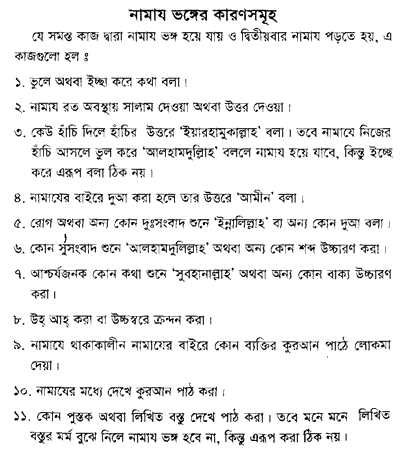 নামায ভঙ্গের কারণসমূহ
যে সমস্ত কাজ দ্বারা নামায ভঙ্গ হয়ে যায় ও দ্বিতীয়বার নামায পড়তে হয়, এ
কাজগুলো হল ঃ
১. ভুলে অথবা ইচ্ছা করে কথা বলা।
২. নামায রত অবস্থায় সালাম দেওয়া অথবা উত্তর দেওয়া।
৩. কেউ হাঁচি দিলে হাঁচির উত্তরে 'ইয়ারহামুকাল্লাহ' বলা। তবে নামাযে নিজের
হাঁচি আসলে ভুল করে 'আলহামদুল্লিাহ' বললে নামায হয়ে যাবে, কিন্তু ইচ্ছে
করে এরূপ বলা ঠিক নয়।
৪. নামাযের বাইরে দুআ করা হলে তার উত্তরে 'আমীন' বলা।
৫. রোগ অথবা অন্য কোন দুঃসংবাদ শুনে 'ইন্নালিল্লাহ' বা অন্য কোন দুআ বলা।
৬. কোন সুসংবাদ শুনে 'আলহামদুলিল্লাহ' অথবা অন্য কোন শব্দ উচ্চারণ করা।
৭. আশ্চর্যজনক কোন কথা শুনে 'সুবহানাল্লাহ' অথবা অন্য কোন বাক্য উচ্চারণ
করা।
৮. উহ্ আহ্ করা বা উচ্চস্বরে ক্রন্দন করা।
৯. নামাযে থাকাকালীন নামাযের বাইরে কোন ব্যক্তির কুরআন পাঠে লোকমা
দেয়া।
১০. নামাযের মধ্যে দেখে কুরআন পাঠ করা।
১১. কোন পুস্তক অথবা লিখিত বস্তু দেখে পাঠ করা। তবে মনে মনে লিখিত
বস্তুর মর্ম বুঝে নিলে নামায ভঙ্গ হবে না, কিন্তু এরূপ করা ঠিক নয়।